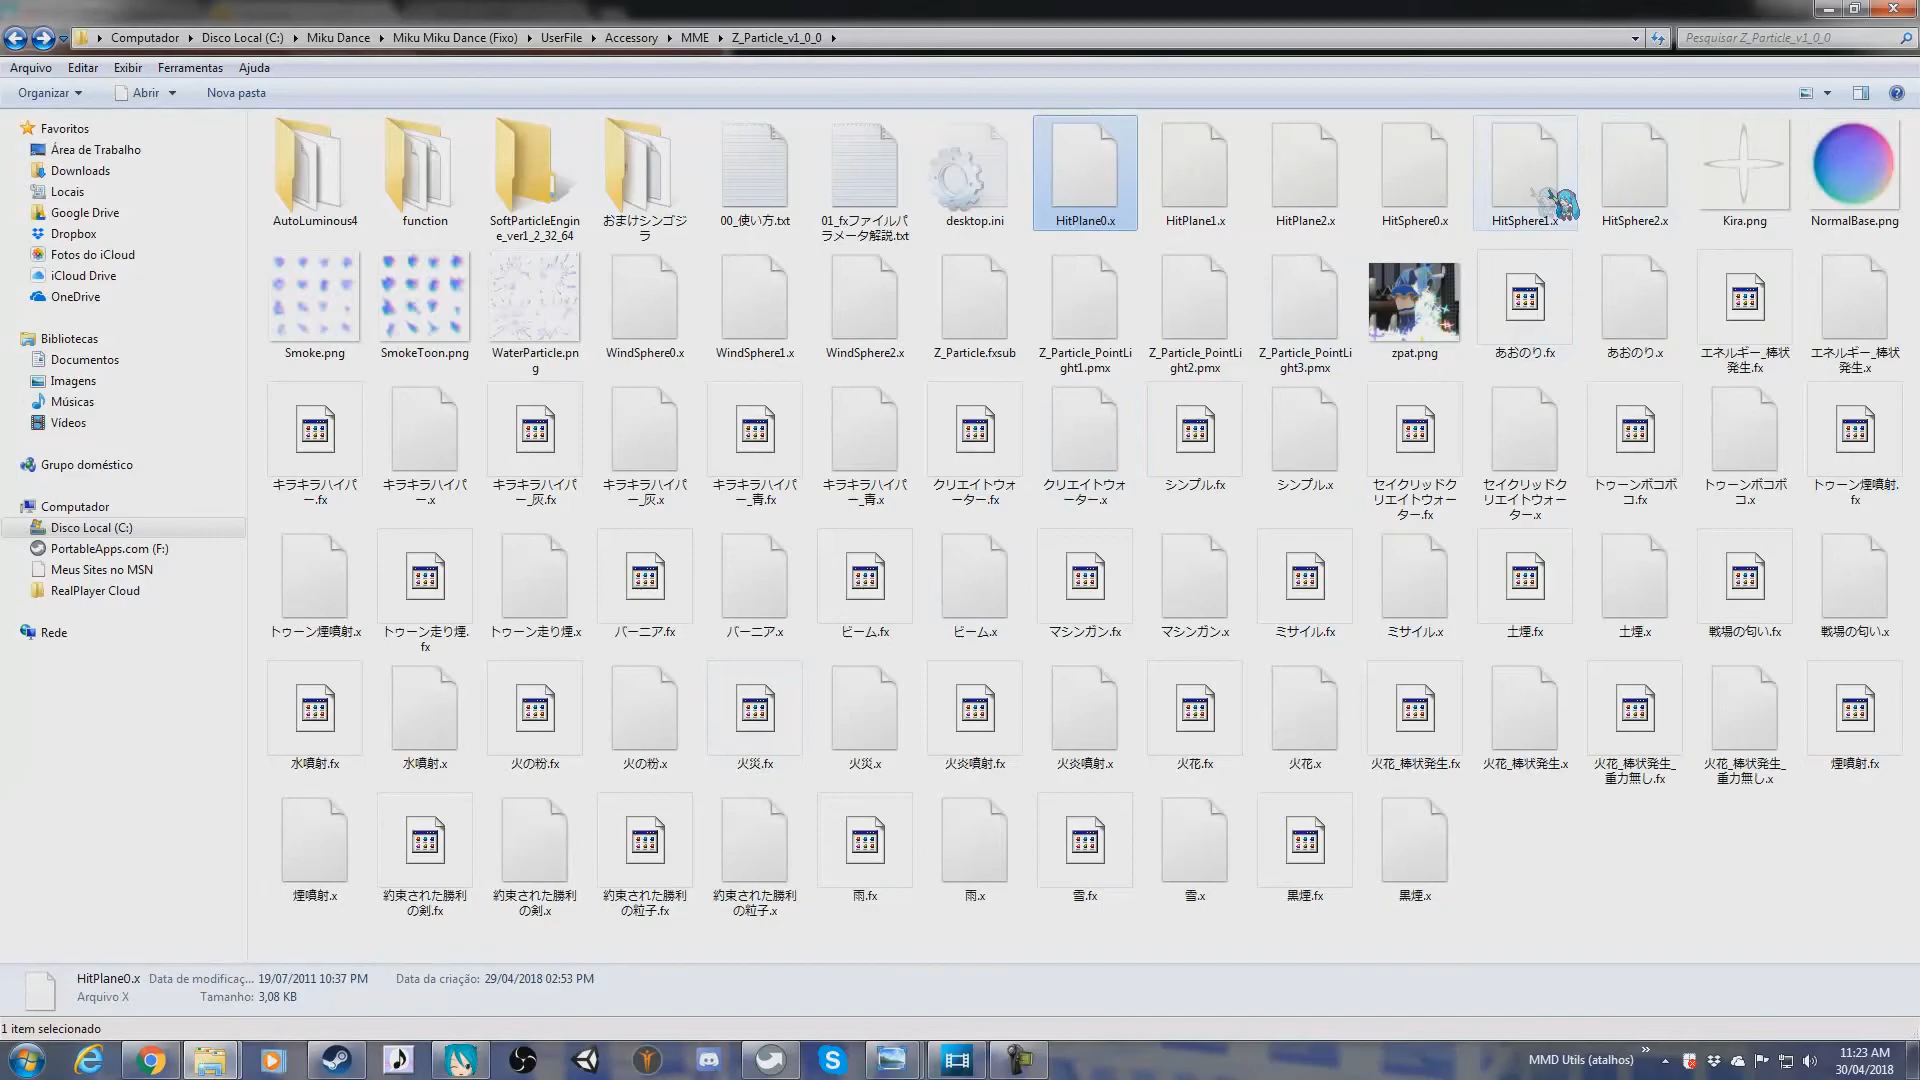 Computador
Disco Local (C:)
Miku Dance
Miku Miku Dance (Fixo)
UserFile
Accessory
MME
Z_Particle_v1_0_0
Pesquisar Z_Particle_v1_0_0
Arquivo
Editar
Exibir
Ferramentas
Ajuda
Organizar
Abrir
Nova pasta
Favoritos
Área de Trabalho
Downloads
Locais
Google Drive
Dropbox
Fotos do iCloud
iCloud Drive
OneDrive
Bibliotecas
Documentos
Imagens
Músicas
Vídeos
Grupo doméstico
Computador
Disco Local (C:)
PortableApps.com (F:)
Meus Sites no MSN
RealPlayer Cloud
Rede
AutoLuminous4
function
SoftParticleEngin
e_ver1_2_32_64
おまけシンゴジ
ラ
00_使い方.txt
01_fxファイルパ
ラメータ解説.txt
desktop.ini
HitPlane0.x
HitPlane1.x
HitPlane2.x
HitSphere0.x
HitSphere1.x
HitSphere2.x
Kira.png
NormalBase.png
Smoke.png
SmokeToon.png
WaterParticle.pn
g
WindSphere0.x
WindSphere1.x
WindSphere2.x
Z_Particle.fxsub
Z_Particle_PointLi
ght1.pmx
Z_Particle_PointLi
ght2.pmx
Z_Particle_PointLi
ght3.pmx
zpat.png
あおのり.fx
あおのり.x
エネルギー_棒状
発生.fx
エネルギー_棒状
発生.x
キラキラハイパ
ー.fx
キラキラハイパ
ー.x
キラキラハイパ
ー_灰.fx
キラキラハイパ
ー_灰.x
キラキラハイパ
ー_青.fx
キラキラハイパ
ー_青.x
クリエイトウォ
ーター.fx
クリエイトウォ
ーター.x
シンプル.fx
シンプル.x
セイクリッドク
リエイトウォー
ター.fx
セイクリッドク
リエイトウォー
ター.x
トゥーンボコボ
コ.fx
トゥーンボコボ
コ.x
トゥーン煙噴射.
fx
トゥーン煙噴射.x
トゥーン走り煙.
fx
トゥーン走り煙.x
バーニア.fx
バーニア.x
ビーム.fx
ビーム.x
マシンガン.fx
マシンガン.x
ミサイル.fx
ミサイル.x
土煙.fx
土煙.x
戦場の匂い.fx
戦場の匂い.x
水噴射.fx
水噴射.x
火の粉.fx
火の粉.x
火災.fx
火災.x
火炎噴射.fx
火炎噴射.x
火花.fx
火花.x
火花_棒状発生.fx
火花_棒状発生.x
火花_棒状発生_
重力無し.fx
火花_棒状発生_
重力無し.x
煙噴射.fx
煙噴射.x
約束された勝利
の剣.fx
約束された勝利
の剣.x
約束された勝利
の粒子.fx
約束された勝利
の粒子.x
雨.fx
雨.x
雪.fx
雪.x
黒煙.fx
黒煙.x
HitPlane0.x Data de modificaç... 19/07/2011 10:37 PM Data da criação: 29/04/2018 02:53 PM
Arquivo X Tamanho: 3,08 KB
1 item selecionado
MMD Utils (atalhos)
11:23 AM
30/04/2018